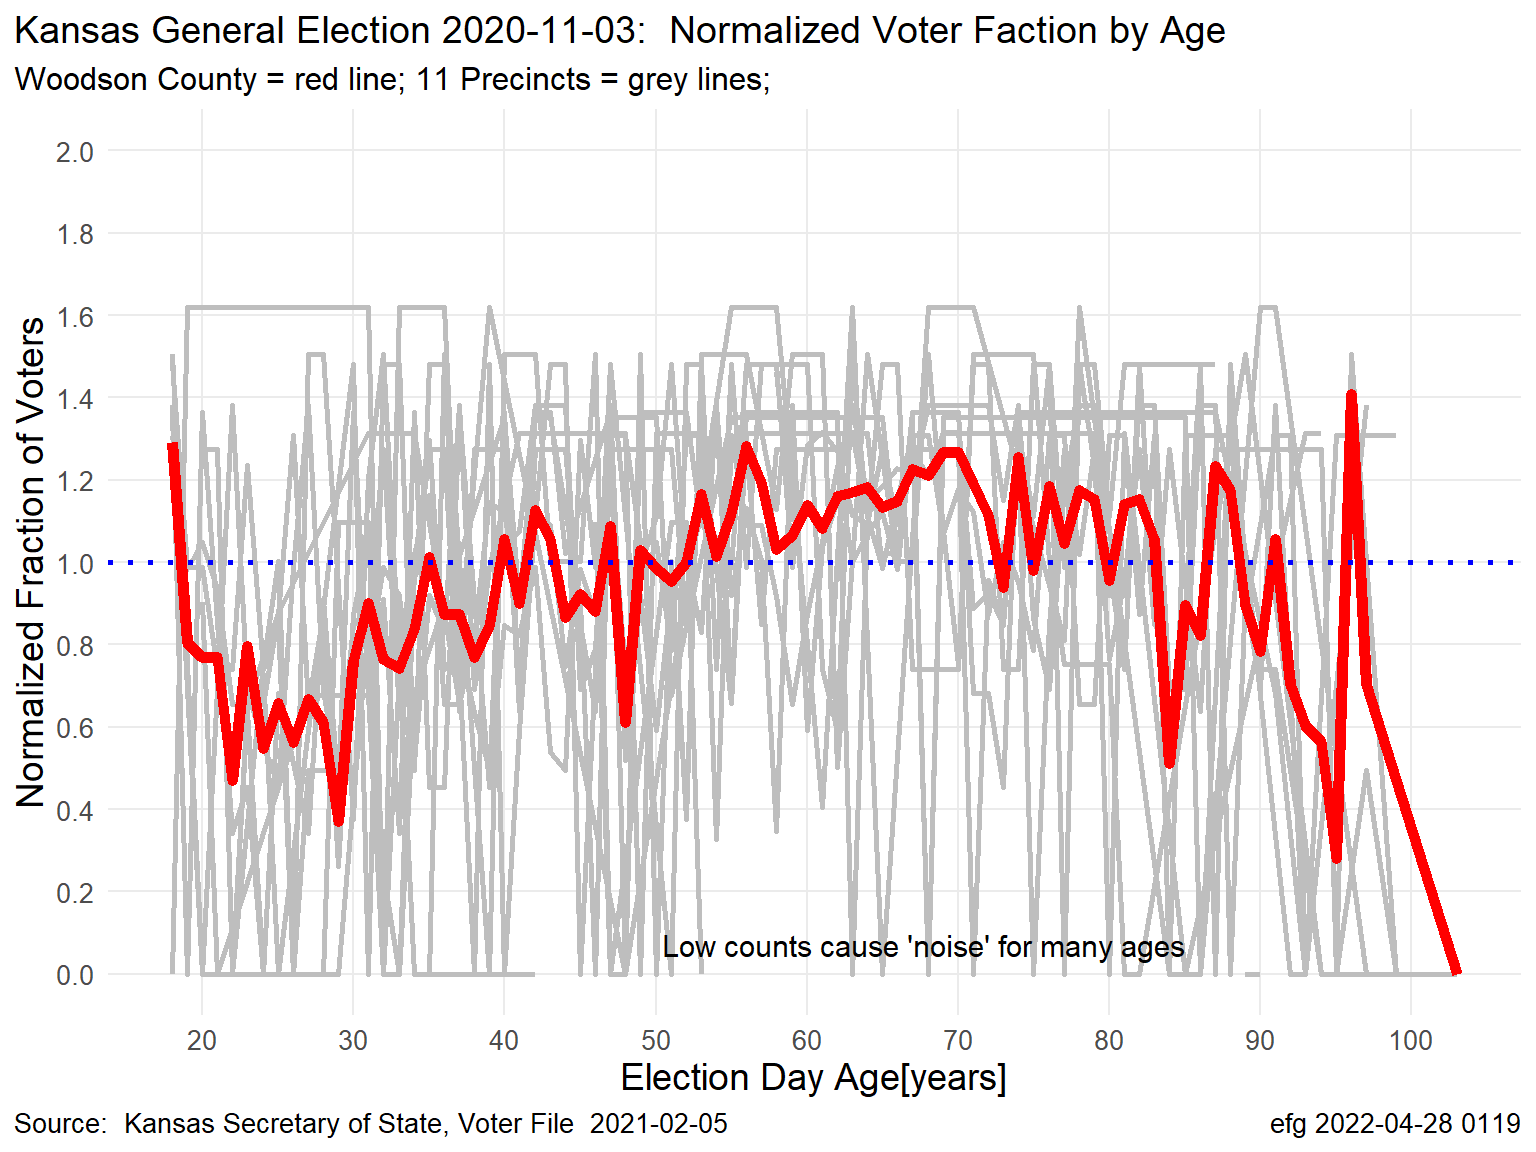 Kansas General Election 2020-11-03:  Normalized Voter Faction by Age
Woodson County = red line; 11 Precincts = grey lines;
Normalized Fraction of Voters
2.0
1.8
1.6
1.4
1.2
1.0
0.8
0.6
0.4
0.2
0.0
Low counts cause 'noise' for many ages
20 30 40 50 60 70 80 90 100
Election Day Age[years]
Source:  Kansas Secretary of State, Voter File  2021-02-05
efg 2022-04-28 0119